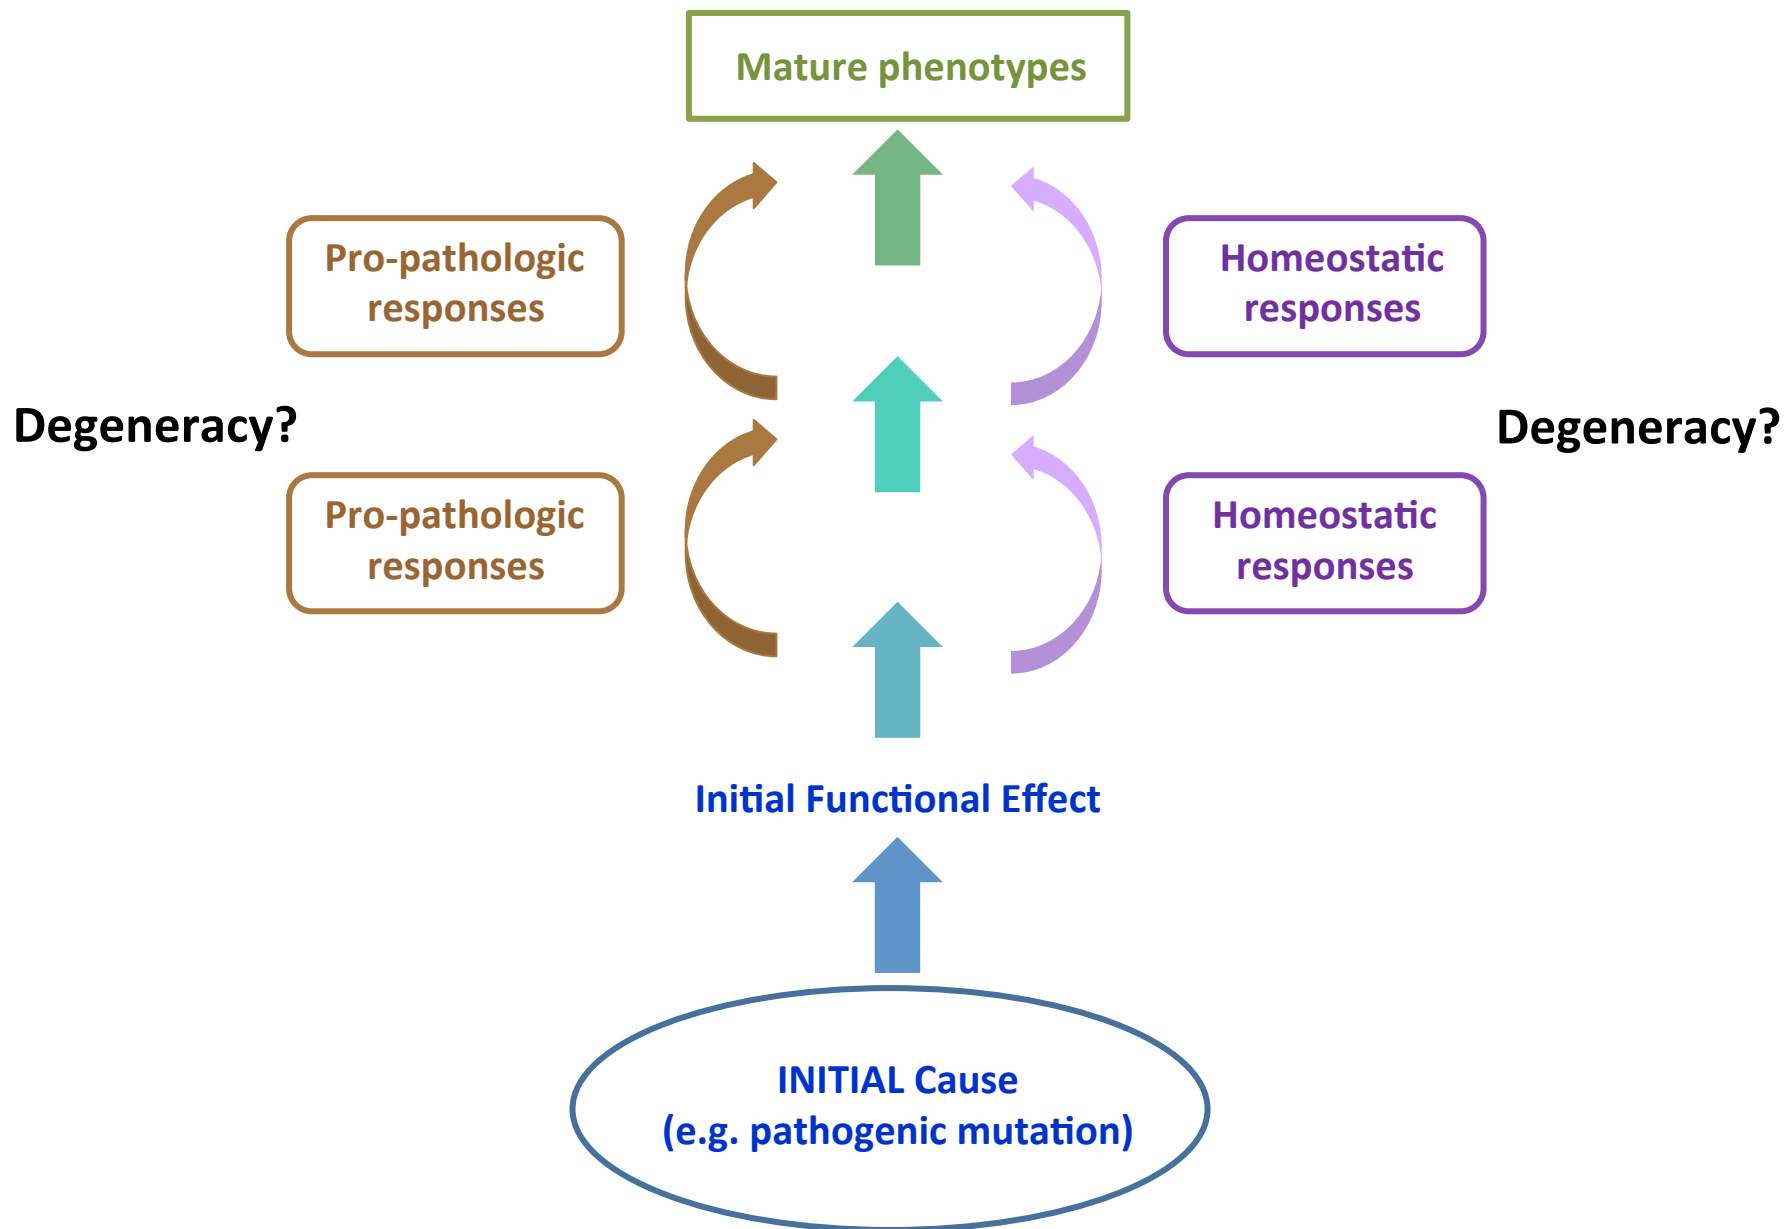 Mature phenotypes
Pro-pathologic
responses
Homeostatic
responses
Degeneracy?
Degeneracy?
Pro-pathologic
responses
Homeostatic
responses
Initial Functional Effect
INITIAL Cause
(e.g. pathogenic mutation)